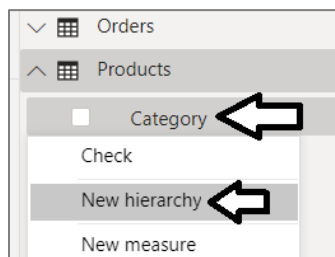 Orders
Products
Category
Check
New hierarchy
New measure